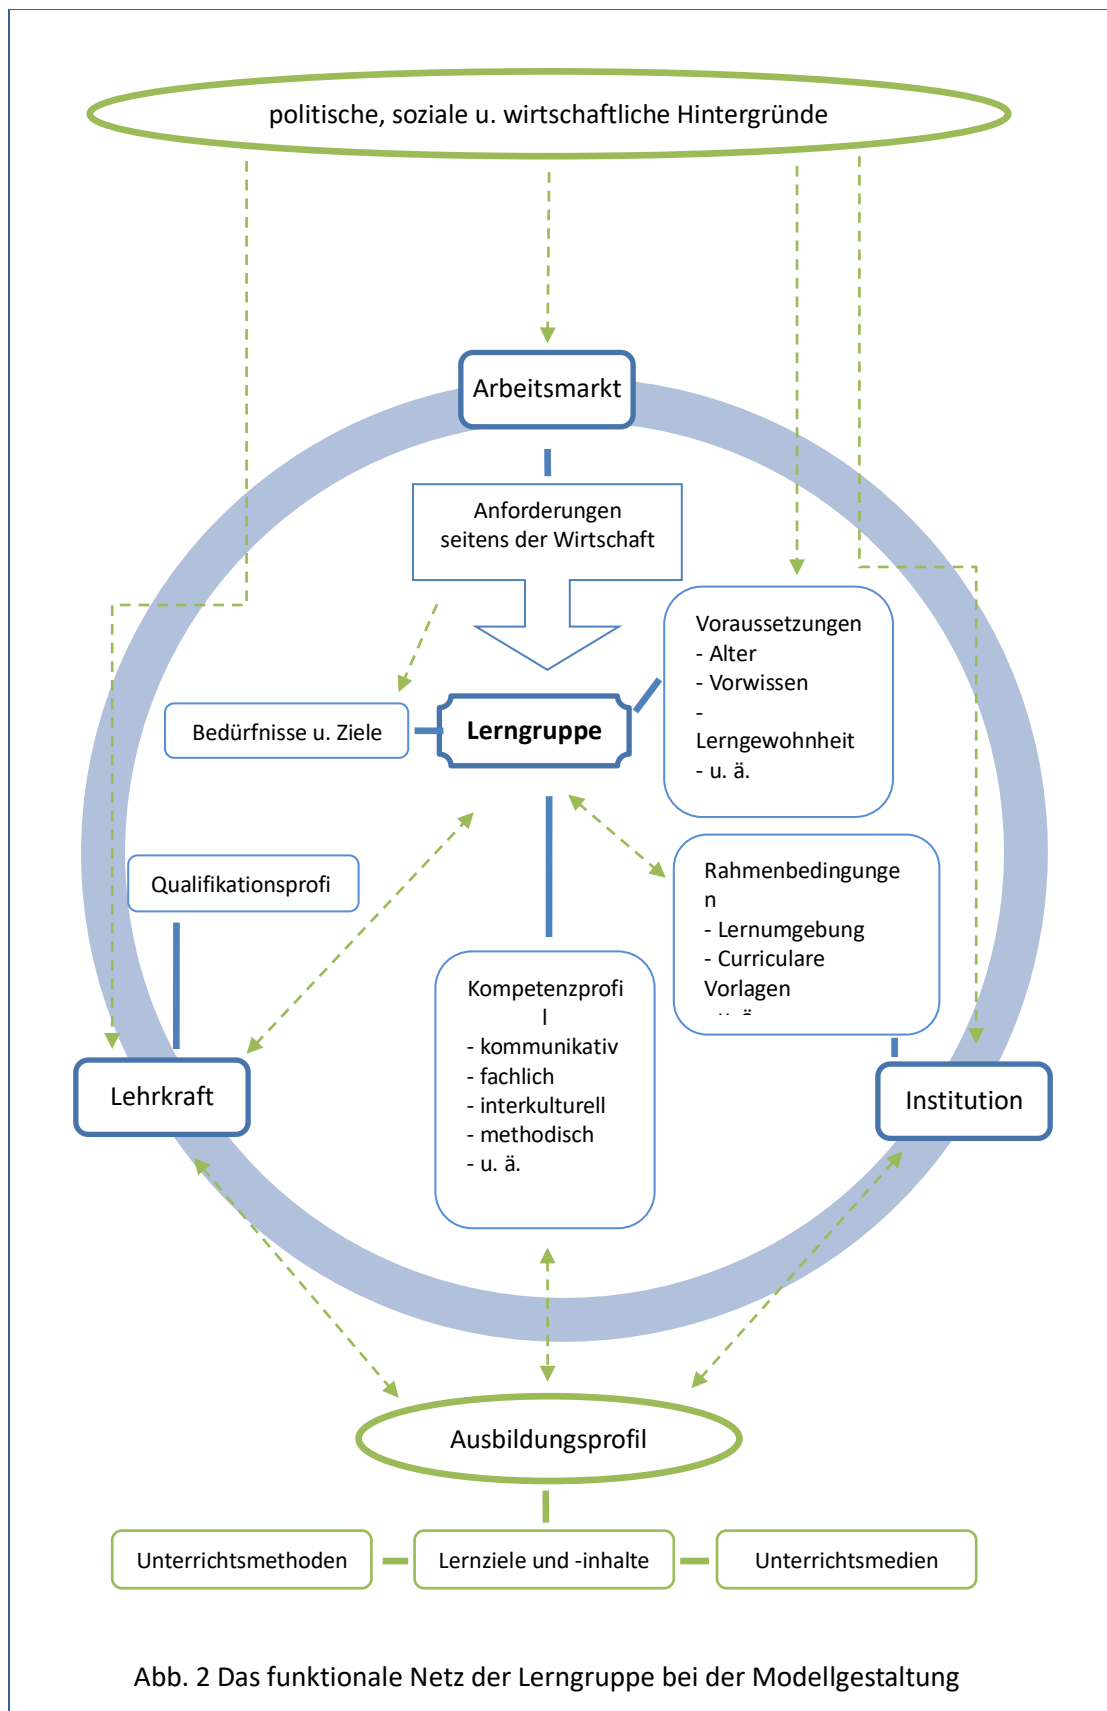 politische, soziale u. wirtschaftliche Hintergründe
Arbeitsmarkt
Anforderungen
seitens der Wirtschaft
Voraussetzungen
- Alter
- Vorwissen
-
Lerngewohnheit
- u. ä.
Bedürfnisse u. Ziele
Lerngruppe
Qualifikationsprofi
Rahmenbedingunge
n
- Lernumgebung
- Curriculare
Vorlagen
Kompetenzprofi
l
- kommunikativ
- fachlich
- interkulturell
- methodisch
- u. ä.
Lehrkraft
Institution
Ausbildungsprofil
Unterrichtsmethoden
Lernziele und -inhalte
Unterrichtsmedien
Abb. 2 Das funktionale Netz der Lerngruppe bei der Modellgestaltung